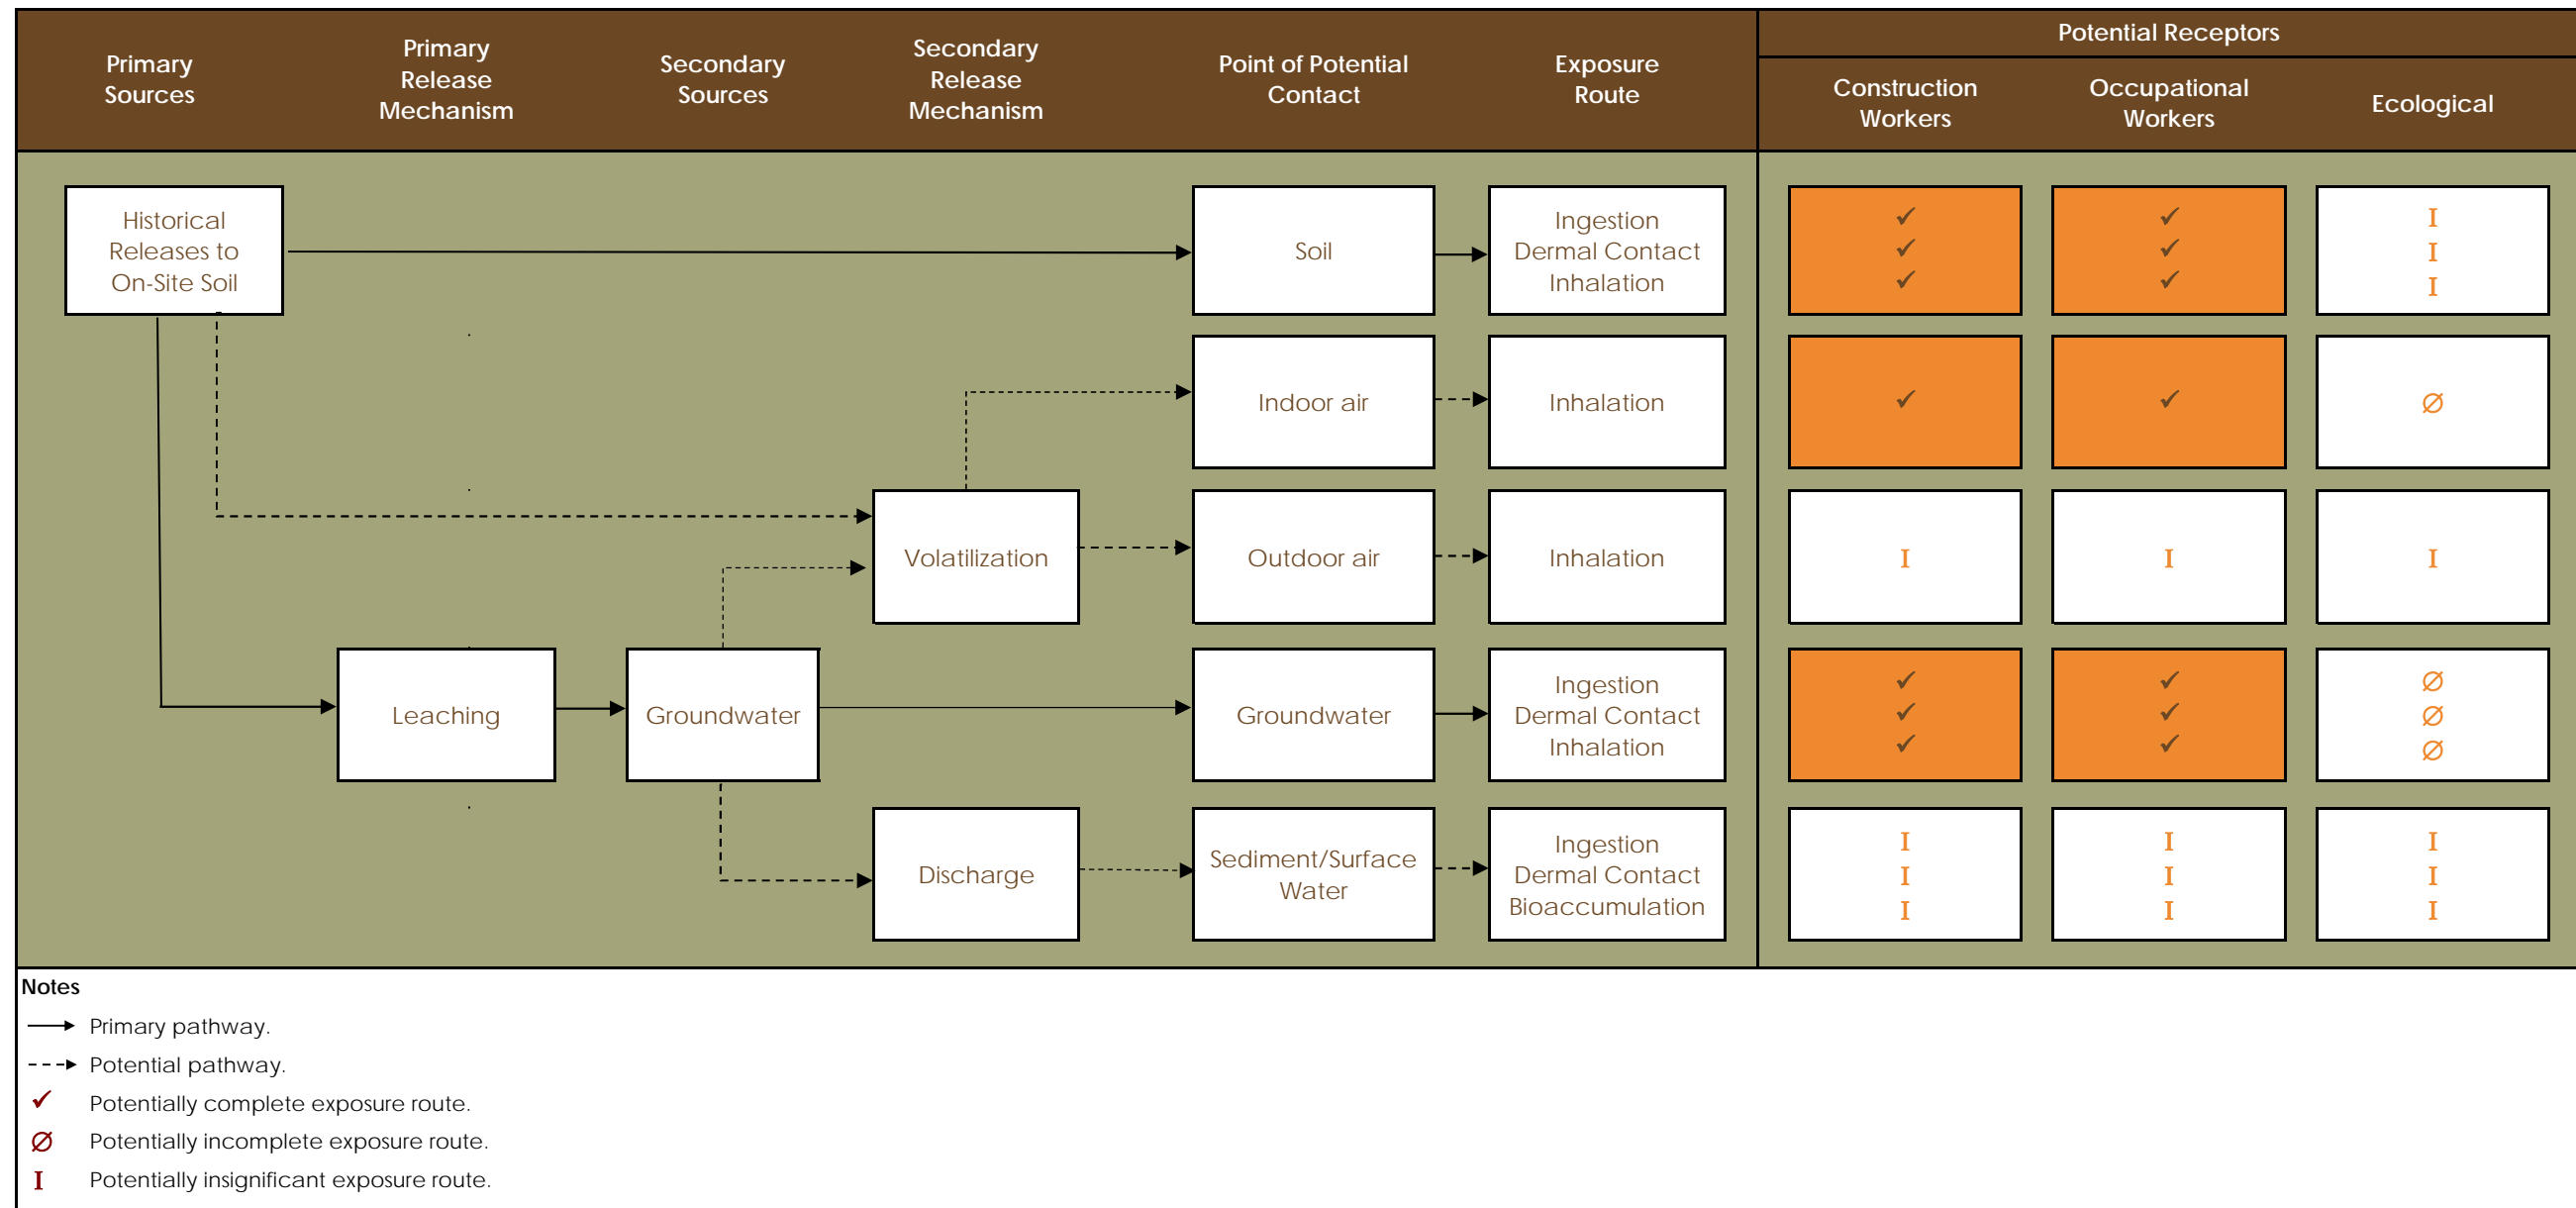 Primary
Sources
Primary
Release
Mechanism
Secondary
Sources
Secondary
Release
Mechanism
Point of Potential
Contact
Exposure
Route
Potential Receptors
Construction
Workers
Occupational
Workers
Ecological
Historical
Releases to
On-Site Soil
Soil
Ingestion
Dermal Contact
Inhalation
✓
✓
✓
✓
✓
✓
I
I
I
Indoor air
Inhalation
✓
✓
∅
Volatilization
Outdoor air
Inhalation
I
I
I
Leaching
Groundwater
Groundwater
Ingestion
Dermal Contact
Inhalation
✓
✓
✓
✓
✓
✓
∅
∅
∅
Discharge
Sediment/Surface
Water
Ingestion
Dermal Contact
Bioaccumulation
I
I
I
I
I
I
I
I
I
Notes
Primary pathway.
Potential pathway.
✓ Potentially complete exposure route.
∅ Potentially incomplete exposure route.
I Potentially insignificant exposure route.